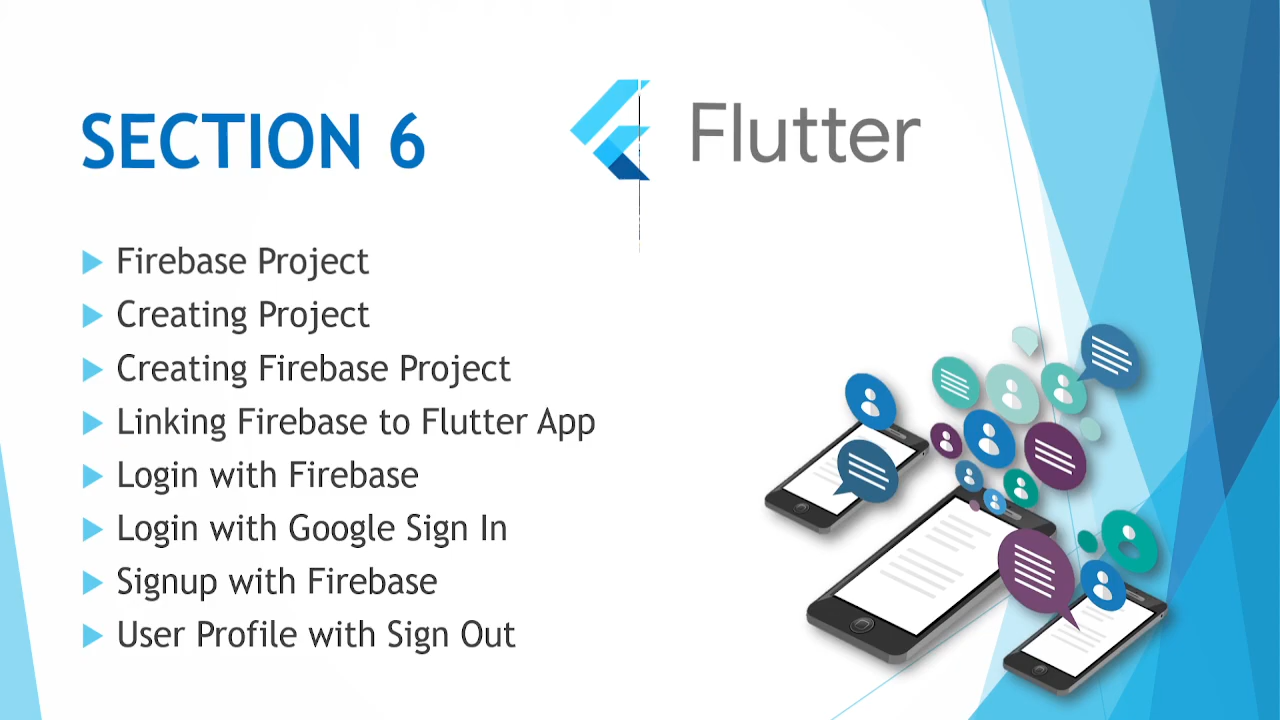 SECTION 6
Flutter
Firebase Project
Creating Project
Creating Firebase Project
Linking Firebase to Flutter App
Login with Firebase
Login with Google Sign In
Signup with Firebase
User Profile with Sign Out